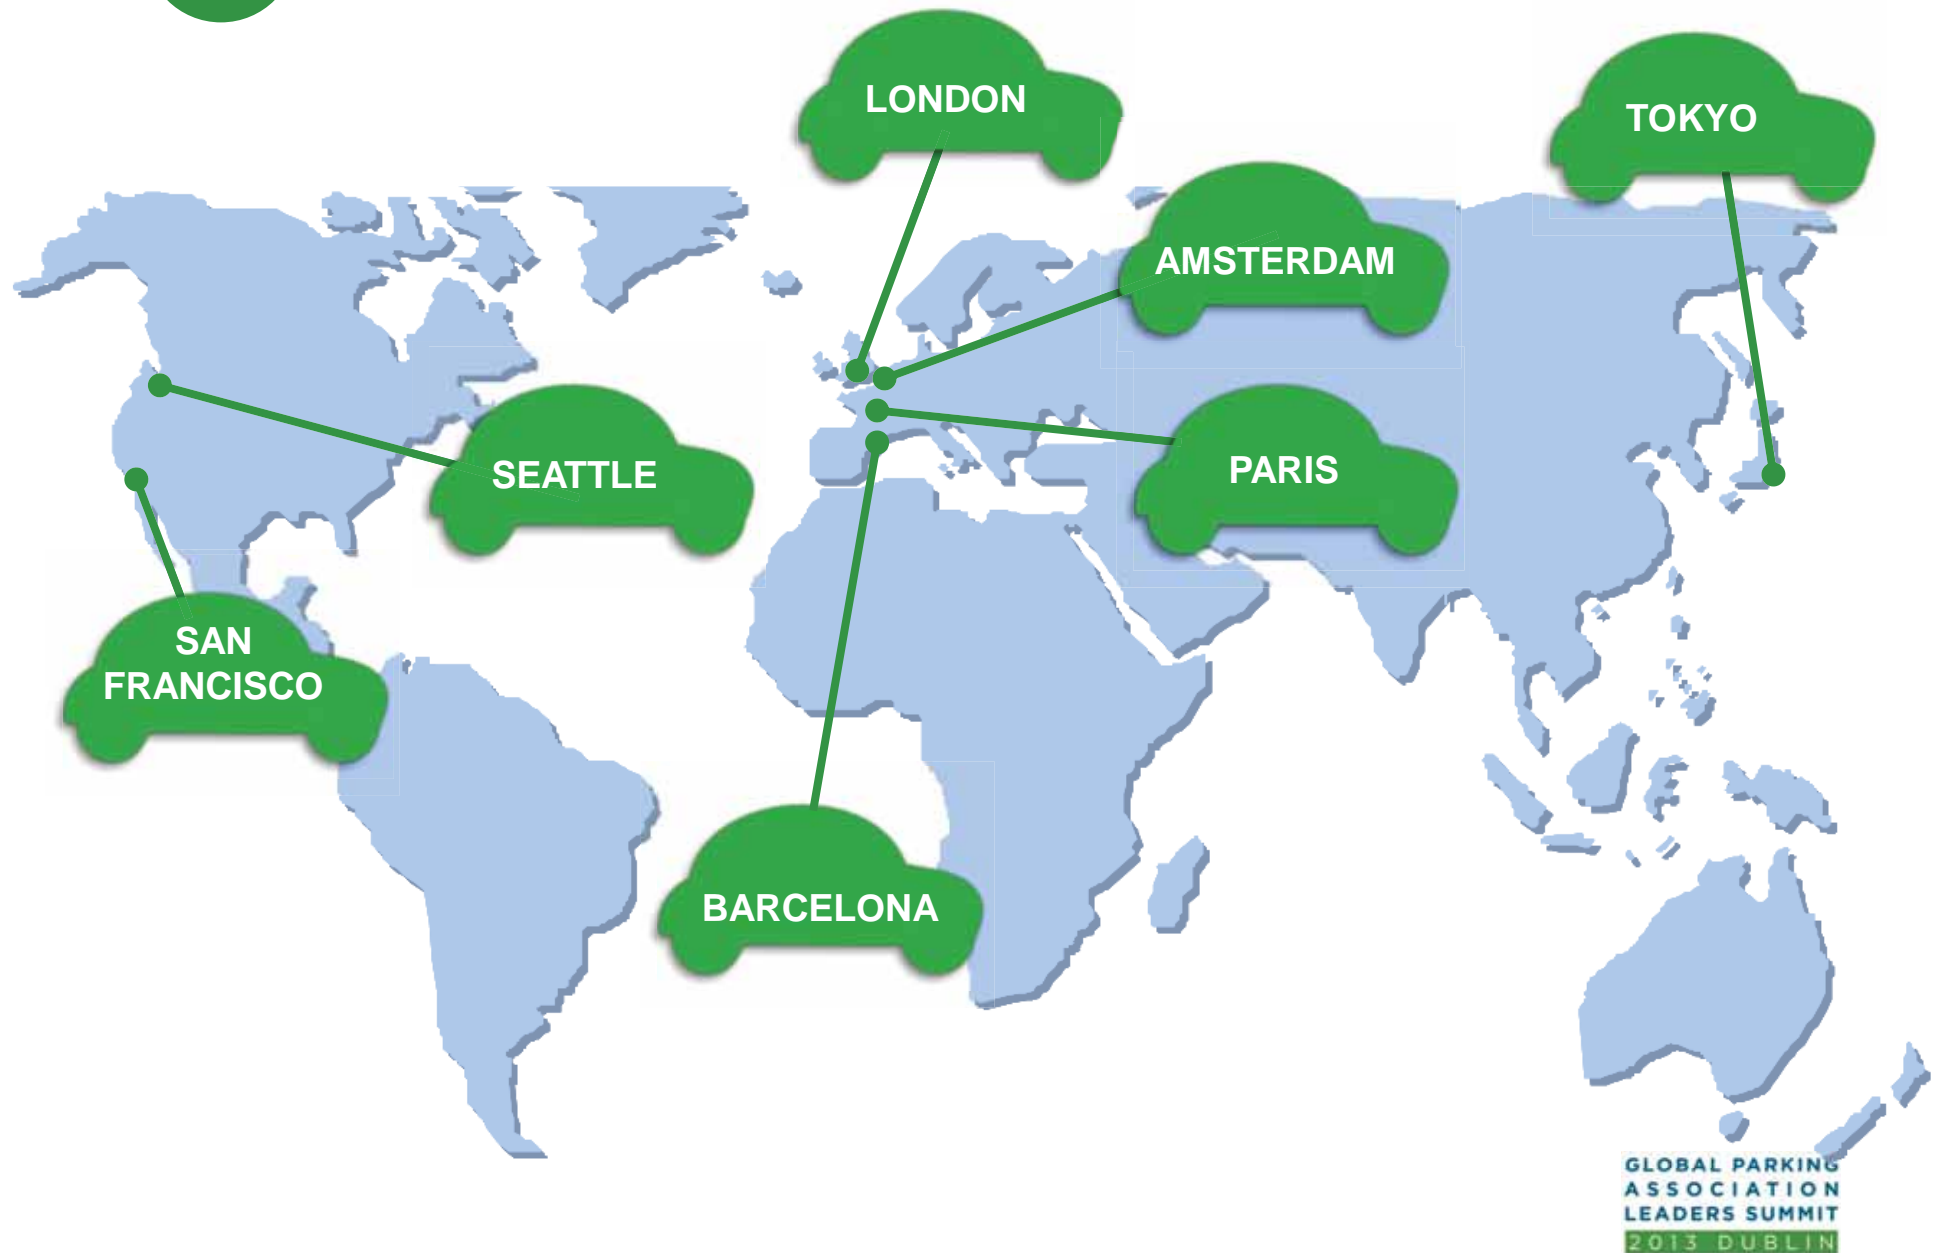 LONDON
TOKYO
AMSTERDAM
SEATTLE
PARIS
SAN
FRANCISCO
BARCELONA
GLOBAL PARKING
ASSOCIATION
LEADERS SUMMIT
2013 DUBLIN